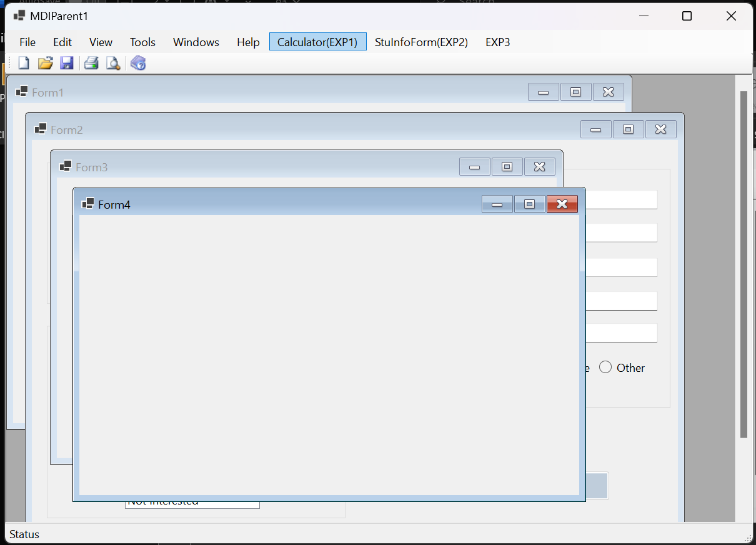 MDIParent1
File Edit View Tools Windows Help Calculator(EXP1) StuInfoForm(EXP2) EXP3
Form1
Form2
Form3
Form4
Other
Not Interested
Status